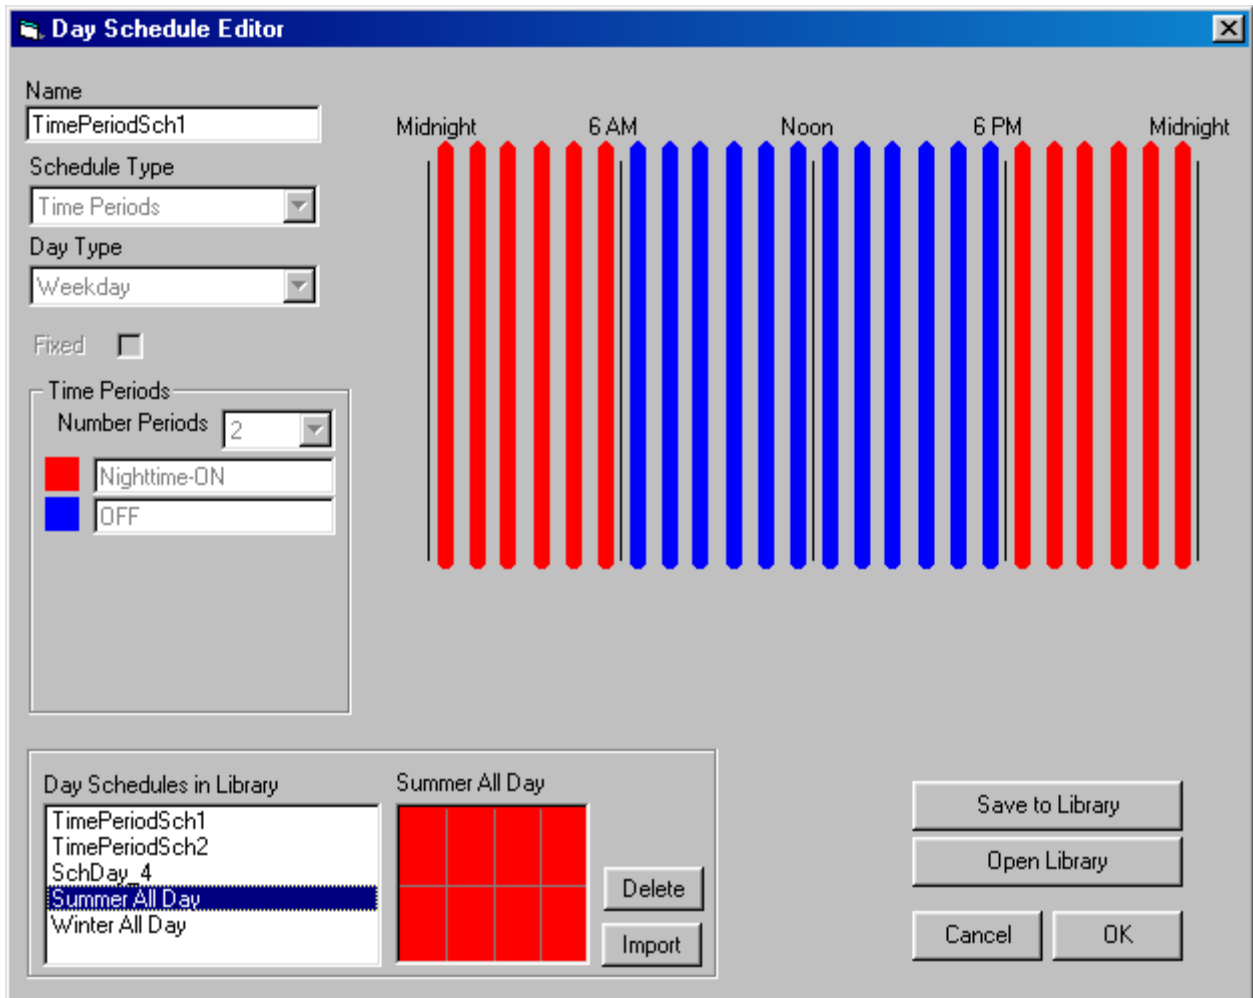 Day Schedule Editor
Name
TimePeriodSch1
Schedule Type
Time Periods
Day Type
Weekday
Fixed
Time Periods
Number Periods 2
Nighttime-ON
OFF
Midnight 6 AM Noon 6 PM Midnight
Day Schedules in Library
TimePeriodSch1
TimePeriodSch2
SchDay_4
Summer All Day
Winter All Day
Summer All Day
Delete
Import
Save to Library
Open Library
Cancel OK